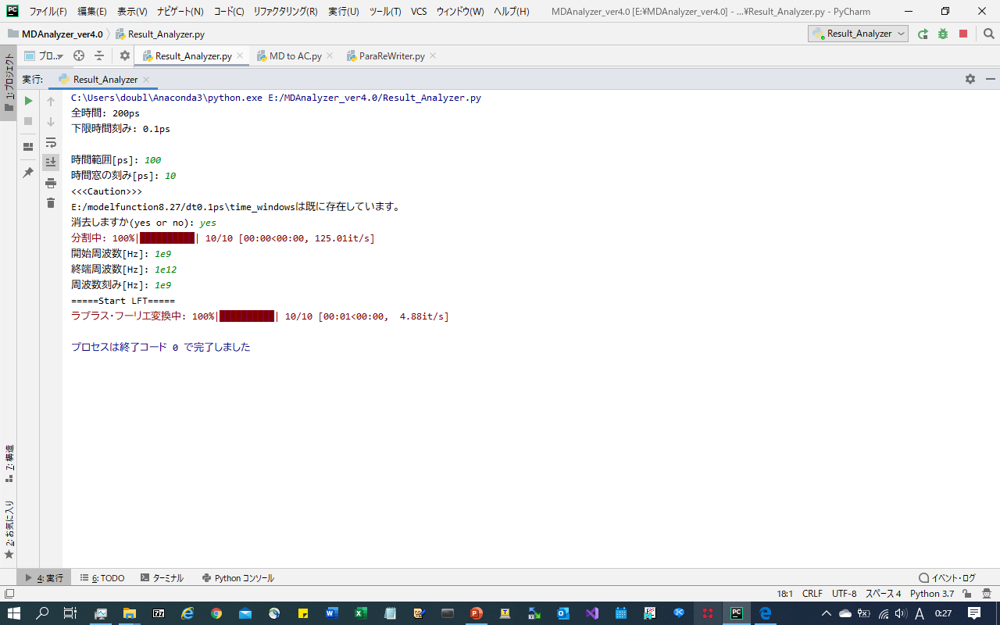 ファイル(F) 編集(E) 表示(V) ナビゲート(N) コード(C) リファクタリング(R) 実行(U) ツール(T) VCS ウィンドウ(W) ヘルプ(H) MDAnalyzer_ver4.0 [E:¥MDAnalyzer_ver4.0] - ...¥Result_Analyzer.py - PyCharm
MDAnalyzer_ver4.0 Result_Analyzer.py Result_Analyzer
1: プロジェクト
プロ... Result_Analyzer.py MD to AC.py ParaReWriter.py
実行: Result_Analyzer
C:\Users\doubl\Anaconda3\python.exe E:/MDAnalyzer_ver4.0/Result_Analyzer.py
全時間: 200ps
下限時間刻み: 0.1ps
時間範囲[ps]: 100
時間窓の刻み[ps]: 10
<<<Caution>>>
E:/modelfunction8.27/dt0.1ps\time_windowsは既に存在しています。
消去しますか(yes or no): yes
分割中: 100%|██████████| 10/10 [00:00<00:00, 125.01it/s]
開始周波数[Hz]: 1e9
終端周波数[Hz]: 1e12
周波数刻み[Hz]: 1e9
=====Start LFT=====
ラプラス・フーリエ変換中: 100%|██████████| 10/10 [00:01<00:00,  4.88it/s]
プロセスは終了コード 0 で完了しました
7: 構造
2: お気に入り
4: 実行 6: TODO ターミナル Python コンソール イベント・ログ
18:1 CRLF UTF-8 スペース 4 Python 3.7
A 0:27